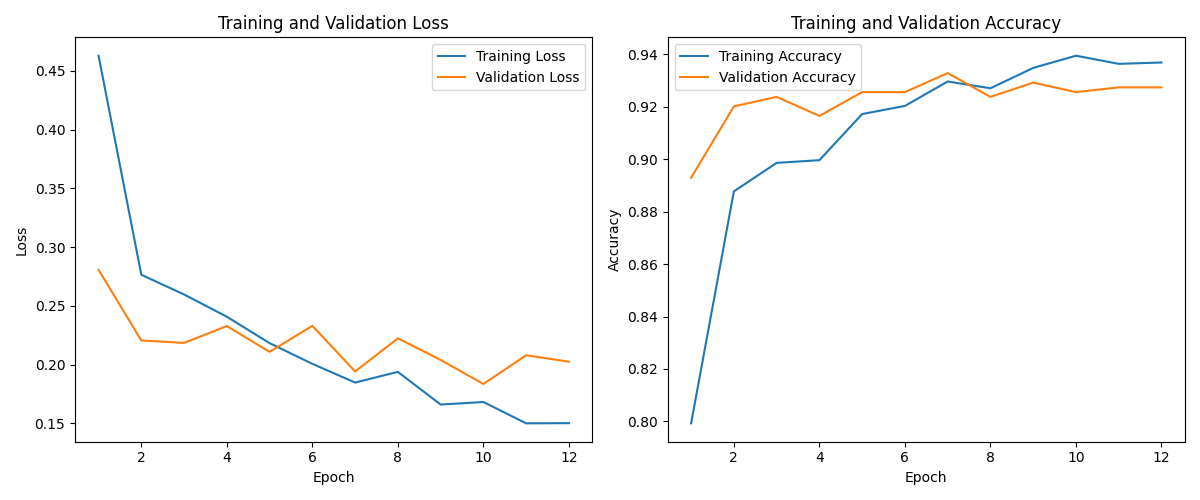 Training and Validation Loss
Training Loss
Validation Loss
0.45
0.40
0.35
0.30
0.25
0.20
0.15
Loss
2 4 6 8 10 12
Epoch
Training and Validation Accuracy
Training Accuracy
Validation Accuracy
0.94
0.92
0.90
0.88
0.86
0.84
0.82
0.80
Accuracy
2 4 6 8 10 12
Epoch